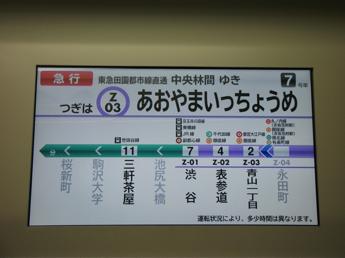 急行
東急田園都市線直通 中央林間 ゆき
7 号車
つぎは
Z
03
あおやまいっちょうめ
分 11 7 4 2
Z-01 Z-02 Z-03 Z-04
桜新町 駒沢大学 三軒茶屋 池尻大橋 渋谷 表参道 青山一丁目 永田町
運転状況により、多少時間は異なります。